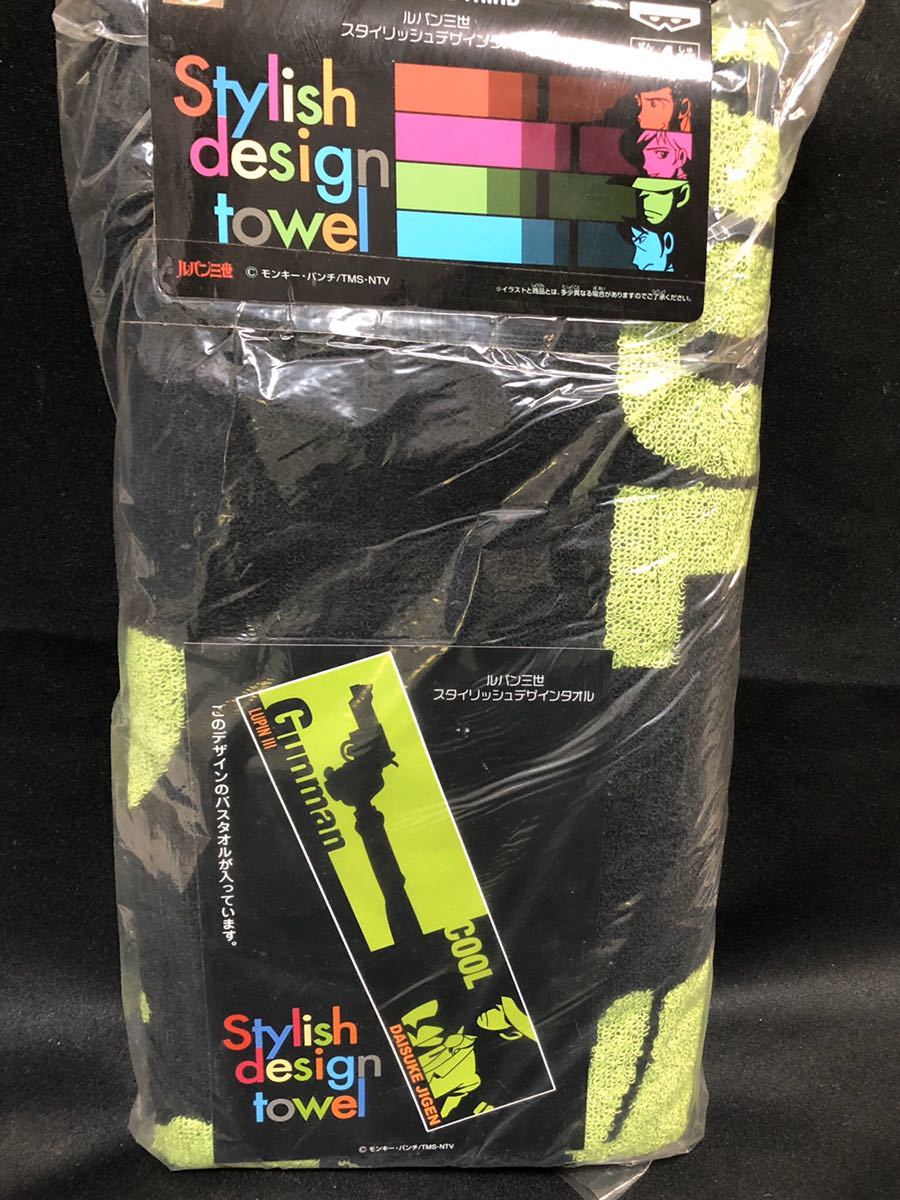 ルパン三世
スタイリッシュデザインタ
Stylish
design
towel
ルパン三世
© モンキー・パンチ/TMS・NTV
※イラストと商品とは、多少異なる場合がありますのでご了承ください。
ルパン三世
スタイリッシュデザインタオル
のデザインのバスタオルが入っています。
LUPIN III
Gunman
COOL
DAISUKE JIGEN
Stylish
design
towel
© モンキー・パンチ/TMS・NTV